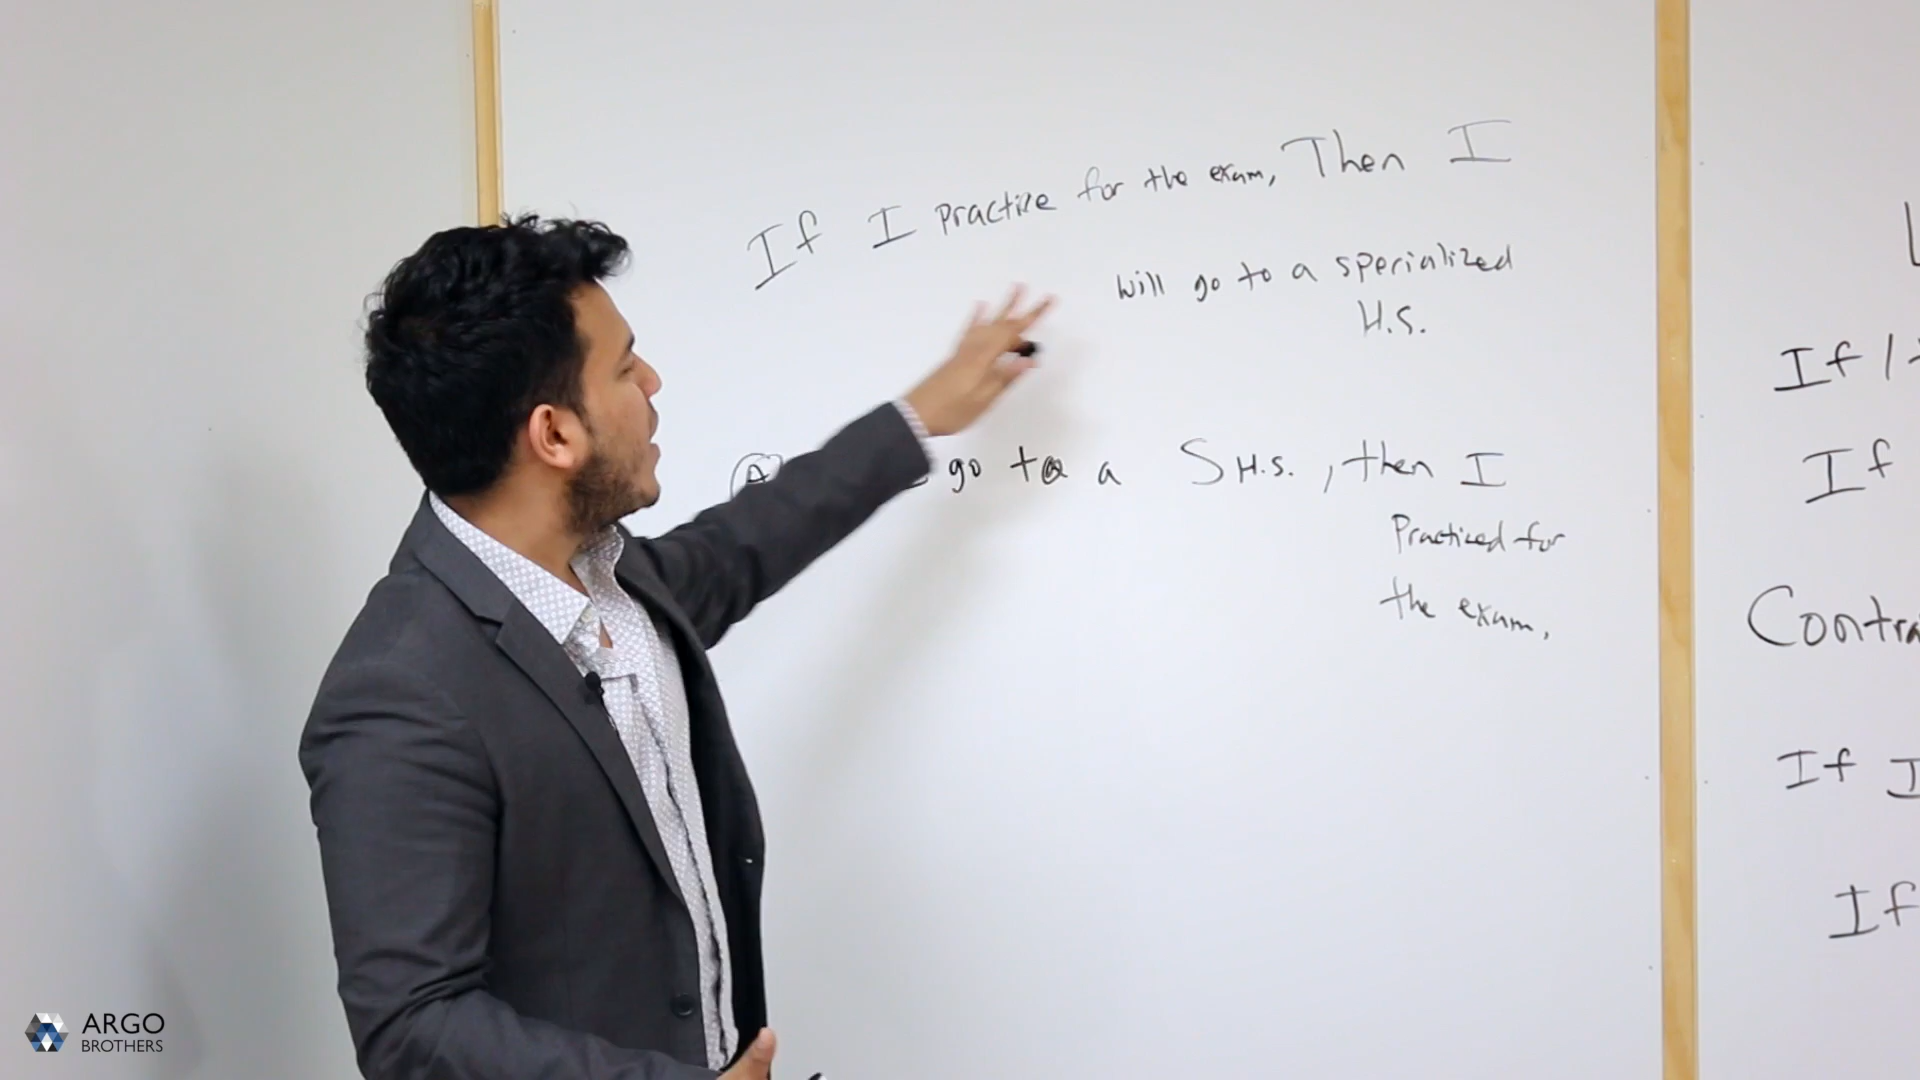 If I practize for the exam, Then I
will go to a specialized
H.S.
A go to a S H.S. , then I
Practiced for
the exam,
If
If
Contra
If I
If
ARGO
BROTHERS